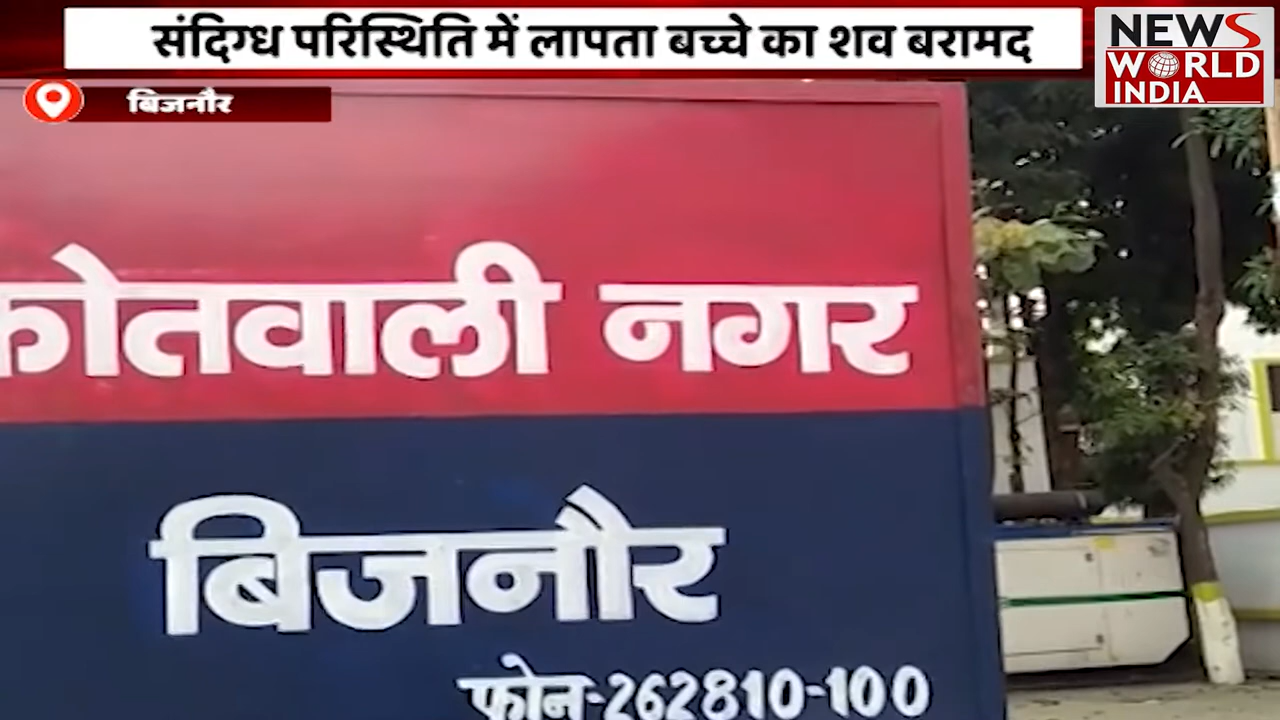 संदिग्ध परिस्थिति में लापता बच्चे का शव बरामद
NEWS
WORLD
INDIA
बिजनौर
कोतवाली नगर
बिजनौर
फोन-262810-100